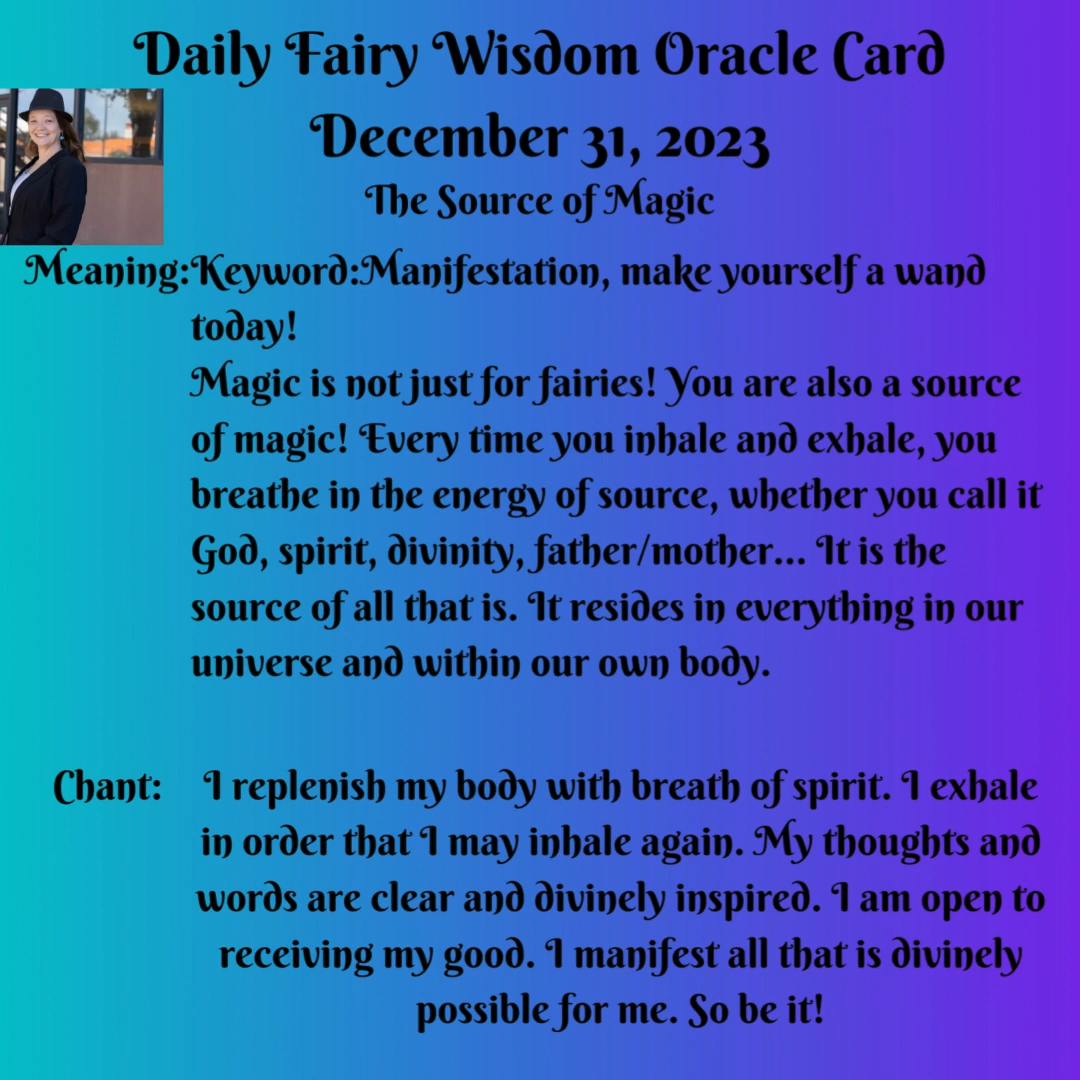 Daily Fairy Wisdom Oracle Card
December 31, 2023
The Source of Magic
Meaning:Keyword:Manifestation, make yourself a wand
today!
Magic is not just for fairies! You are also a source
of magic! Every time you inhale and exhale, you
breathe in the energy of source, whether you call it
God, spirit, divinity, father/mother... It is the
source of all that is. It resides in everything in our
universe and within our own body.
Chant: I replenish my body with breath of spirit. I exhale
in order that I may inhale again. My thoughts and
words are clear and divinely inspired. I am open to
receiving my good. I manifest all that is divinely
possible for me. So be it!